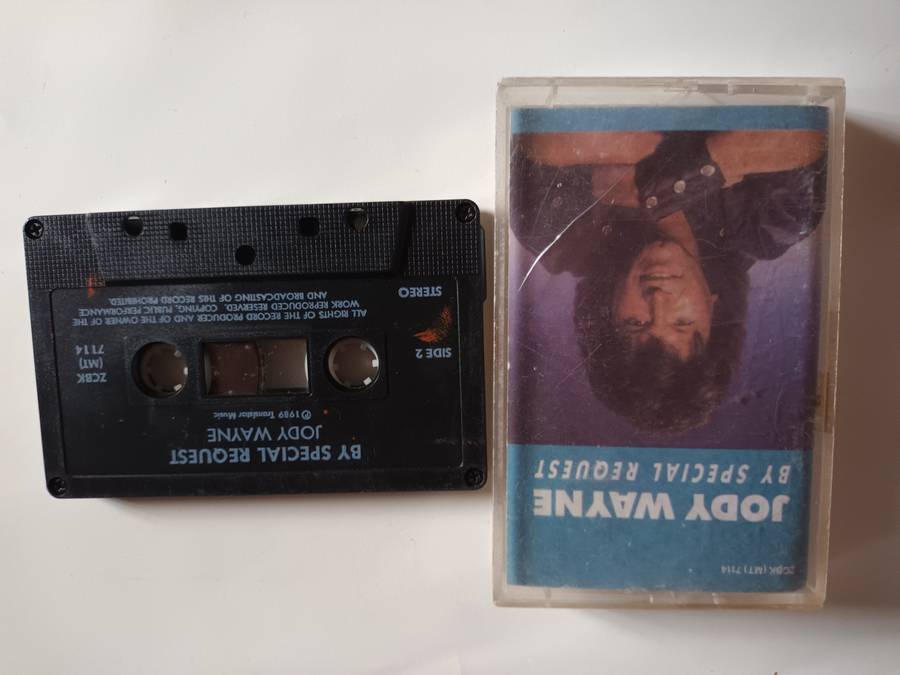 BY SPECIAL REQUEST
JODY WAYNE
℗ 1989 Transistar Music
ZCBK
(MT)
7114
SIDE 2
ALL RIGHTS OF THE RECORD PRODUCER AND OF THE OWNER OF THE
WORK REPRODUCED RESERVED. COPYING, PUBLIC PERFORMANCE
AND BROADCASTING OF THIS RECORD PROHIBITED.
STEREO
ZCBK (MT) 7114
JODY WAYNE
BY SPECIAL REQUEST